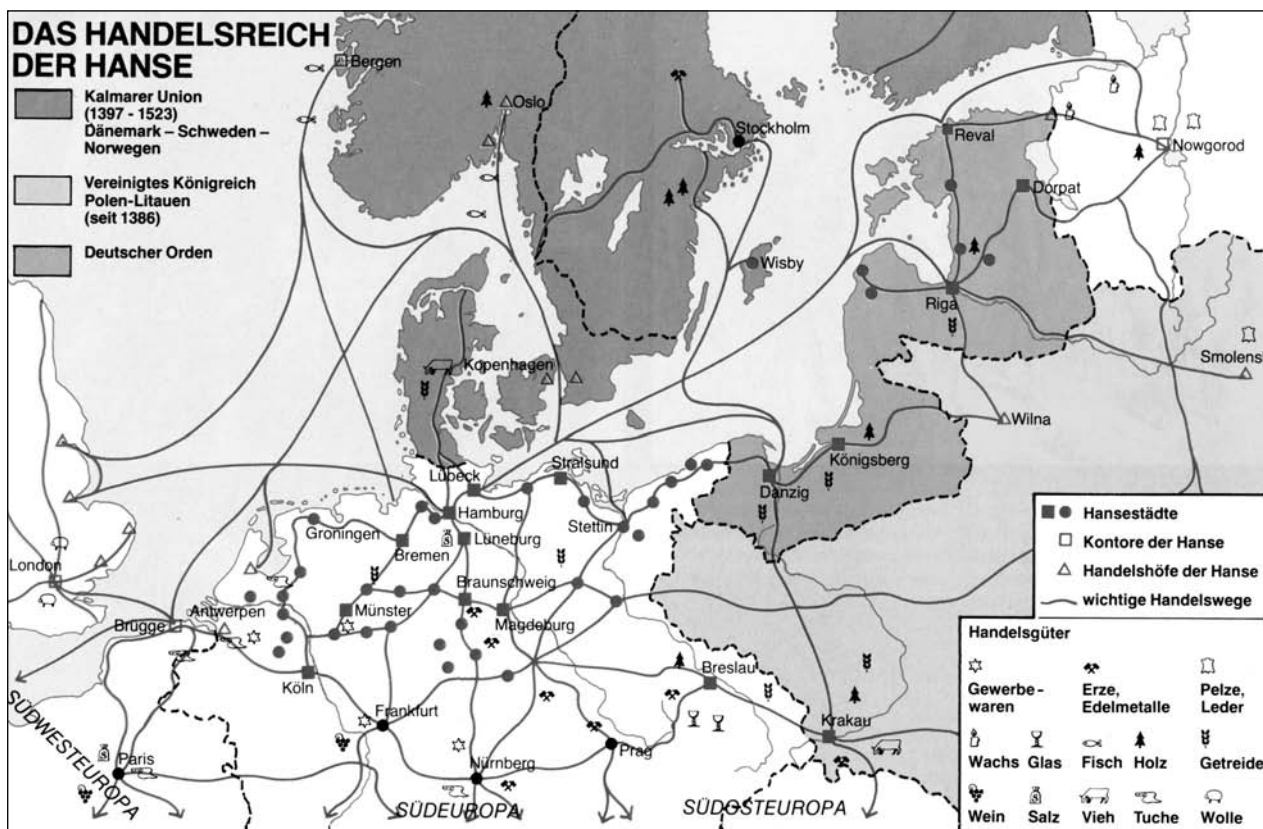 DAS HANDELSREICH
DER HANSE
Kalmarer Union
(1397 - 1523)
Dänemark – Schweden –
Norwegen
Vereinigtes Königreich
Polen-Litauen
(seit 1386)
Deutscher Orden
Bergen
Oslo
Stockholm
Reval
Nowgorod
Dorpat
Wisby
Riga
Smolensk
Kopenhagen
Wilna
Königsberg
Danzig
Stralsund
Lübeck
Hamburg
Stettin
Groningen
Bremen
Lüneburg
London
Braunschweig
Antwerpen
Münster
Magdeburg
Brügge
Köln
Breslau
Frankfurt
Krakau
Prag
Paris
Nürnberg
SÜDWESTEUROPA
SÜDEUROPA
SÜDOSTEUROPA
Hansestädte
Kontore der Hanse
Handelshöfe der Hanse
wichtige Handelswege
Handelsgüter
Gewerbe- Erze, Pelze,
waren Edelmetalle Leder
Wachs Glas Fisch Holz Getreide
Wein Salz Vieh Tuche Wolle